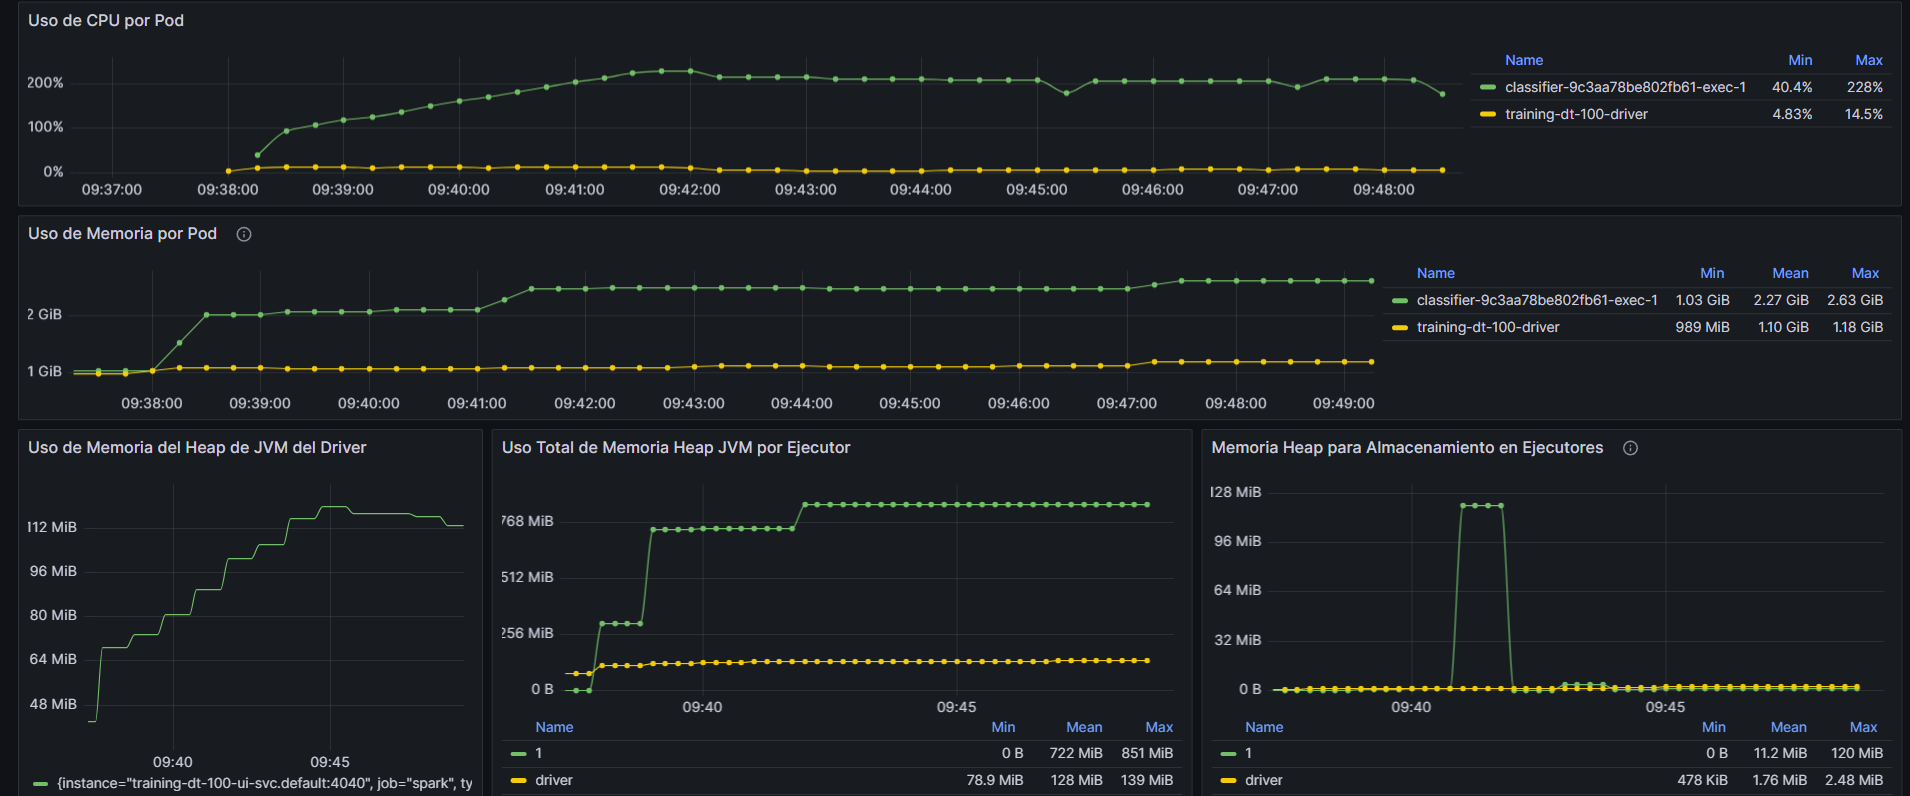 Uso de CPU por Pod
200%
100%
0%
09:37:00 09:38:00 09:39:00 09:40:00 09:41:00 09:42:00 09:43:00 09:44:00 09:45:00 09:46:00 09:47:00 09:48:00
Name Min Max
classifier-9c3aa78be802fb61-exec-1 40.4% 228%
training-dt-100-driver 4.83% 14.5%
Uso de Memoria por Pod
2 GiB
1 GiB
09:38:00 09:39:00 09:40:00 09:41:00 09:42:00 09:43:00 09:44:00 09:45:00 09:46:00 09:47:00 09:48:00 09:49:00
Name Min Mean Max
classifier-9c3aa78be802fb61-exec-1 1.03 GiB 2.27 GiB 2.63 GiB
training-dt-100-driver 989 MiB 1.10 GiB 1.18 GiB
Uso de Memoria del Heap de JVM del Driver
112 MiB
96 MiB
80 MiB
64 MiB
48 MiB
09:40 09:45
{instance="training-dt-100-ui-svc.default:4040", job="spark", ty
Uso Total de Memoria Heap JVM por Ejecutor
768 MiB
512 MiB
256 MiB
0 B
09:40 09:45
Name Min Mean Max
1 0 B 722 MiB 851 MiB
driver 78.9 MiB 128 MiB 139 MiB
Memoria Heap para Almacenamiento en Ejecutores
128 MiB
96 MiB
64 MiB
32 MiB
0 B
09:40 09:45
Name Min Mean Max
1 0 B 11.2 MiB 120 MiB
driver 478 KiB 1.76 MiB 2.48 MiB